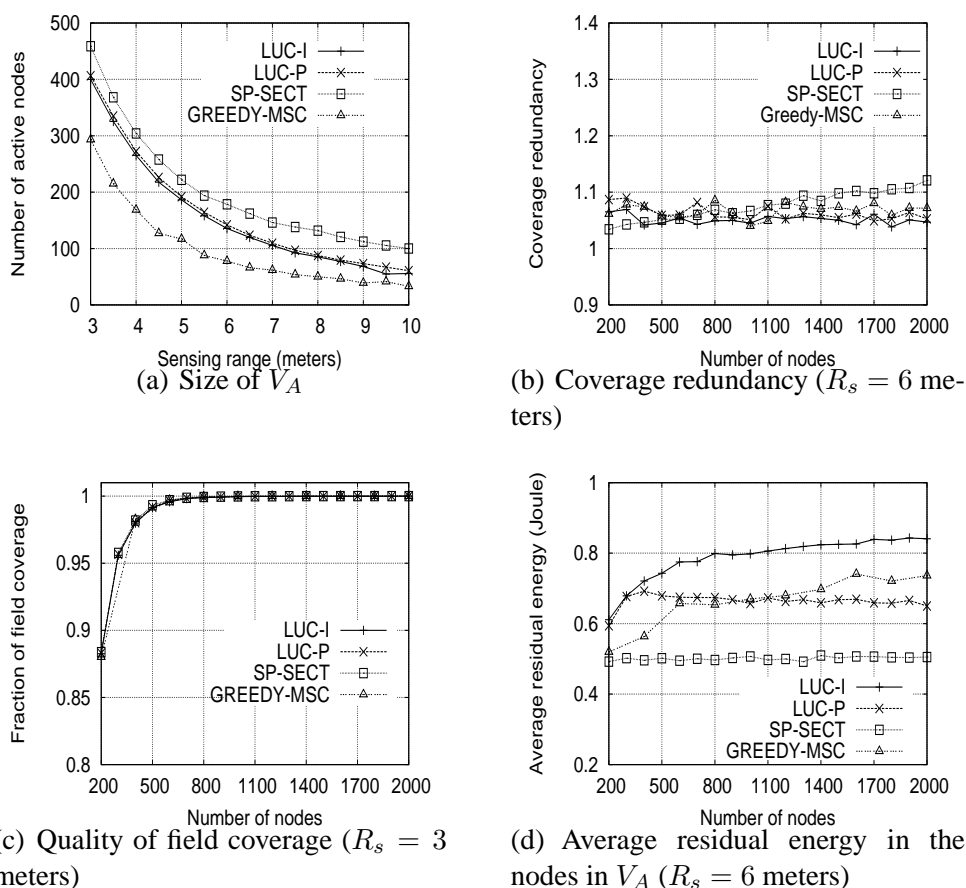 500
400
300
200
100
0
3 4 5 6 7 8 9 10
Number of active nodes
Sensing range (meters)
LUC-I
LUC-P
SP-SECT
GREEDY-MSC
(a) Size of V_A
1.4
1.3
1.2
1.1
1
0.9
200 500 800 1100 1400 1700 2000
Coverage redundancy
Number of nodes
LUC-I
LUC-P
SP-SECT
Greedy-MSC
(b) Coverage redundancy (R_s = 6 me-
ters)
1
0.95
0.9
0.85
0.8
200 500 800 1100 1400 1700 2000
Fraction of field coverage
Number of nodes
LUC-I
LUC-P
SP-SECT
GREEDY-MSC
(c) Quality of field coverage (R_s = 3
meters)
1
0.8
0.6
0.4
0.2
200 500 800 1100 1400 1700 2000
Average residual energy (Joule)
Number of nodes
LUC-I
LUC-P
SP-SECT
GREEDY-MSC
(d) Average residual energy in the
nodes in V_A (R_s = 6 meters)